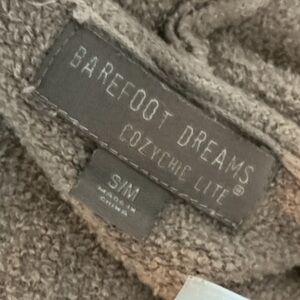 BAREFOOT DREAMS
COZYCHIC LITE®
S/M
MADE IN
CHINA